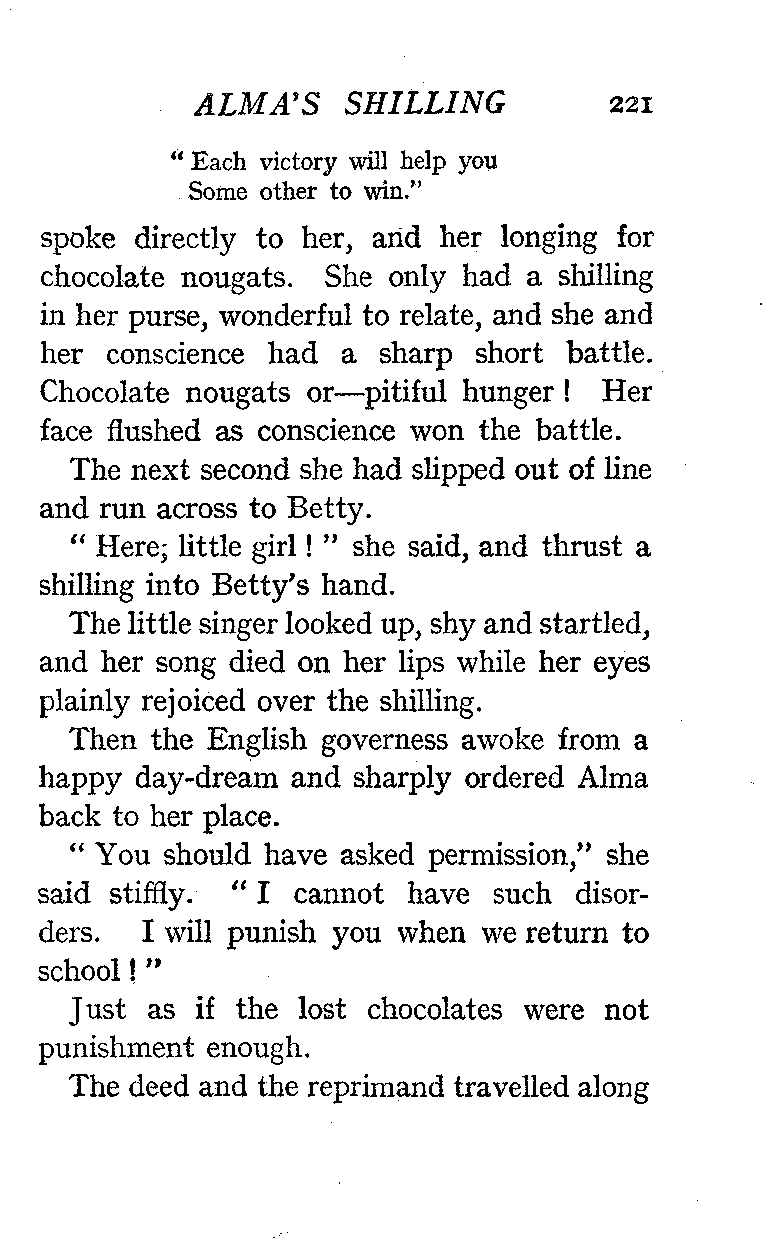 ALMA'S SHILLING 221
“ Each victory will help you
Some other to win.”
spoke directly to her, and her longing for
chocolate nougats. She only had a shilling
in her purse, wonderful to relate, and she and
her conscience had a sharp short battle.
Chocolate nougats or—pitiful hunger ! Her
face flushed as conscience won the battle.
The next second she had slipped out of line
and run across to Betty.
“ Here; little girl ! ” she said, and thrust a
shilling into Betty's hand.
The little singer looked up, shy and startled,
and her song died on her lips while her eyes
plainly rejoiced over the shilling.
Then the English governess awoke from a
happy day-dream and sharply ordered Alma
back to her place.
“ You should have asked permission,” she
said stiffly. “ I cannot have such disor-
ders. I will punish you when we return to
school ! ”
Just as if the lost chocolates were not
punishment enough.
The deed and the reprimand travelled along